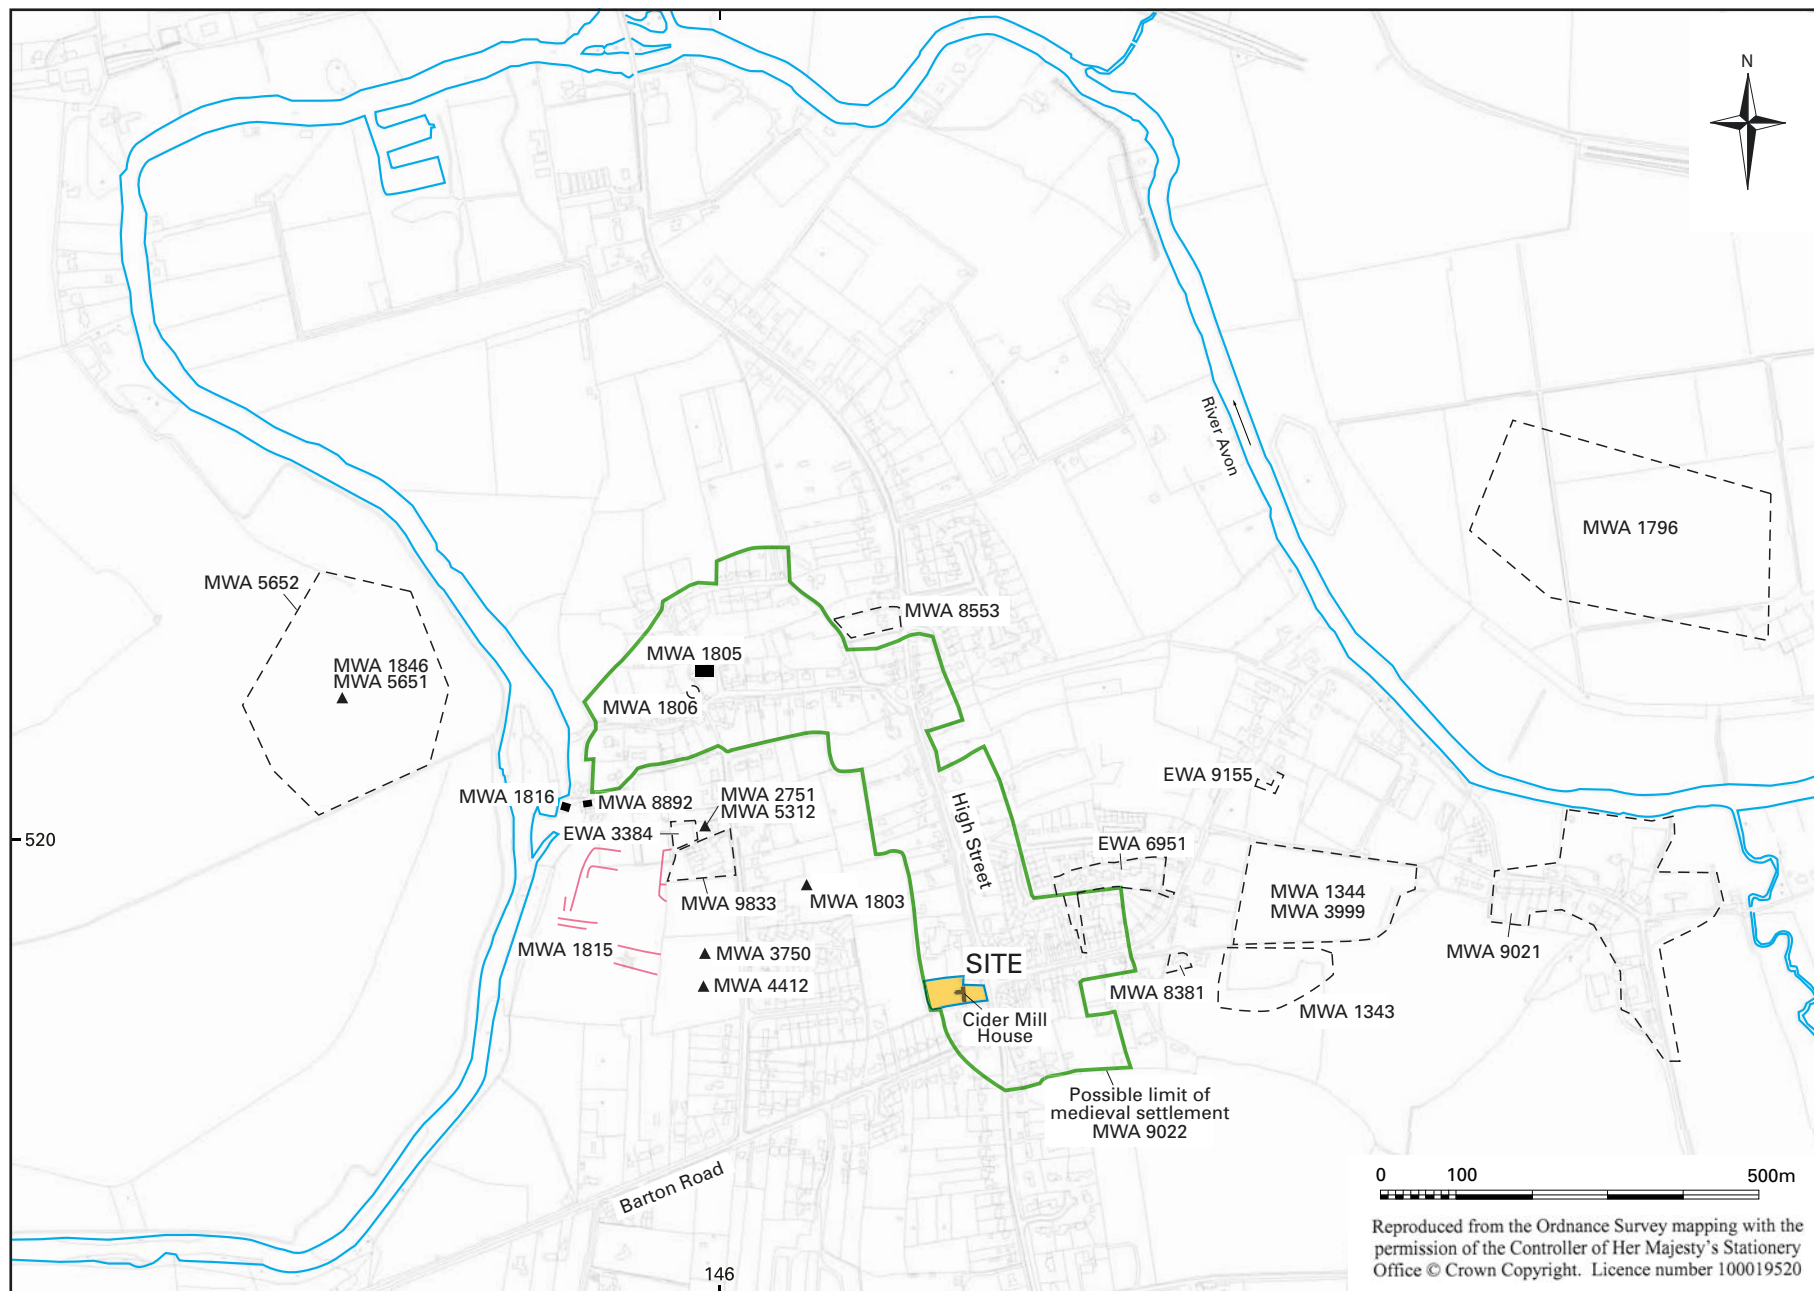 N
River Avon
MWA 1796
MWA 5652
MWA 8553
MWA 1805
MWA 1846
MWA 5651
MWA 1806
EWA 9155
MWA 1816
MWA 8892
MWA 2751
MWA 5312
High Street
EWA 3384
520
EWA 6951
MWA 1803
MWA 9833
MWA 1344
MWA 3999
MWA 1815
MWA 3750
MWA 9021
SITE
MWA 4412
MWA 8381
MWA 1343
Cider Mill
House
Possible limit of
medieval settlement
MWA 9022
Barton Road
146
0 100 500m
Reproduced from the Ordnance Survey mapping with the
permission of the Controller of Her Majesty's Stationery
Office © Crown Copyright. Licence number 100019520